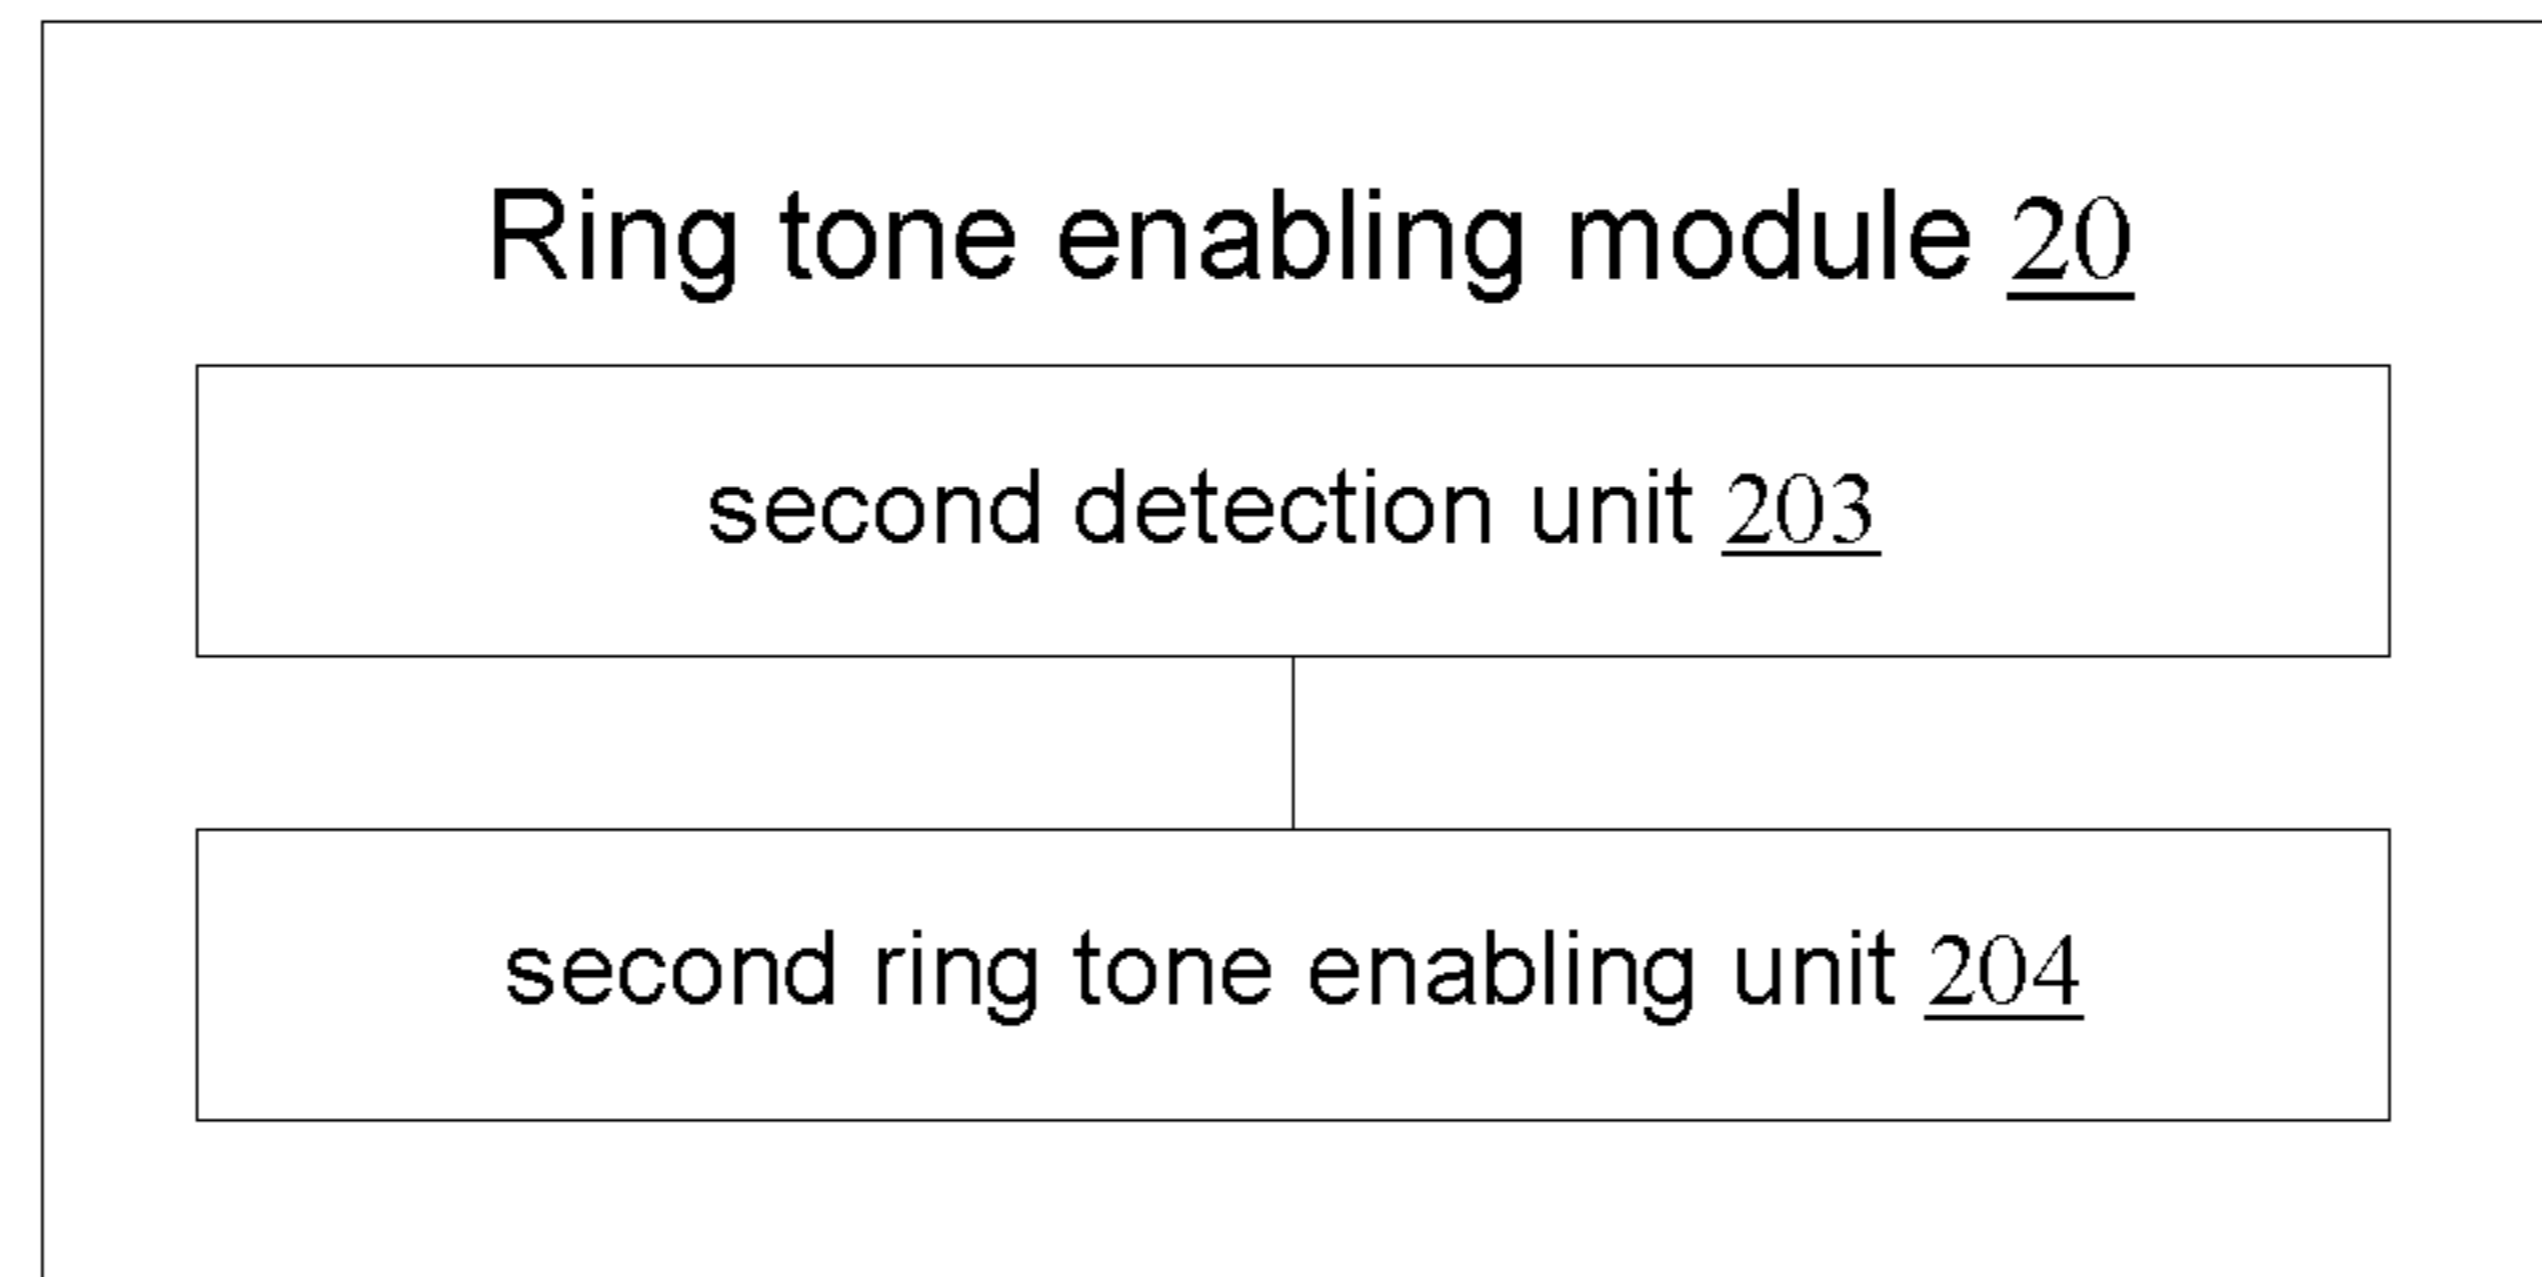 Ring tone enabling module 20
second detection unit 203
second ring tone enabling unit 204